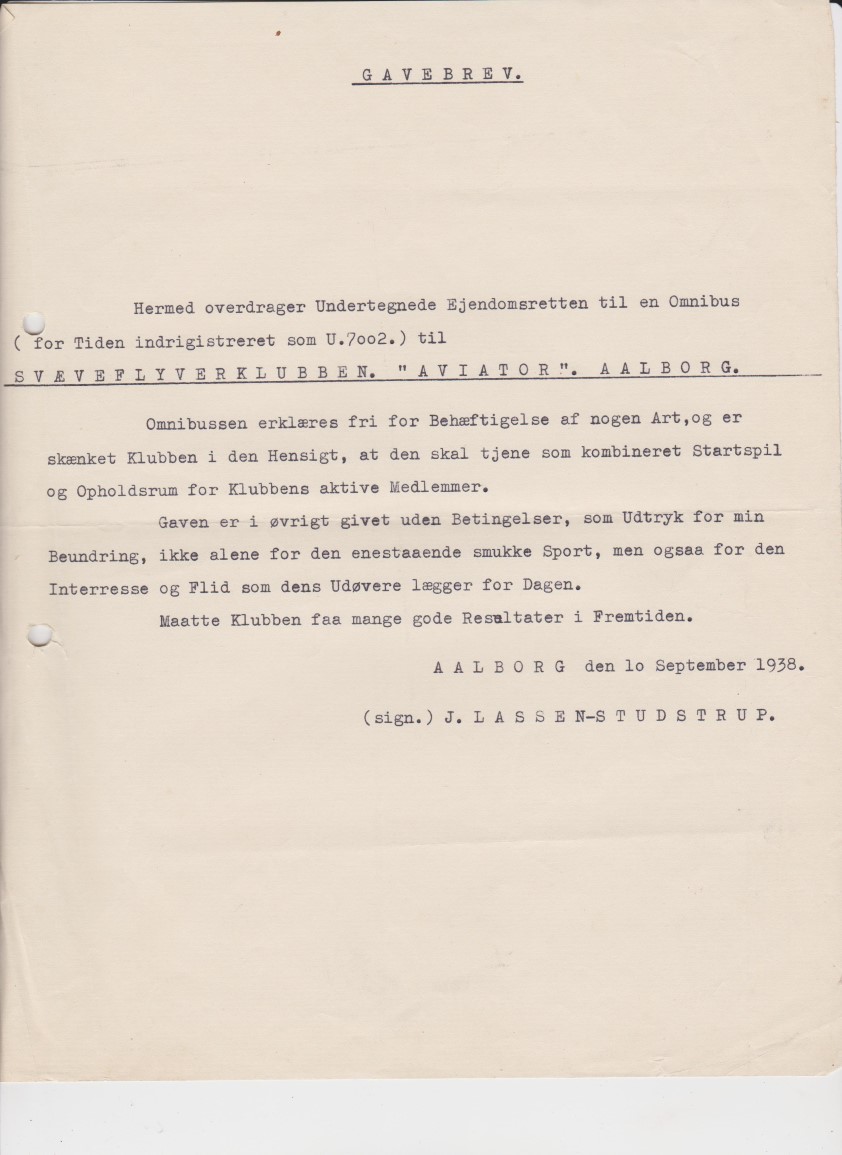 G A V E B R E V.
Hermed overdrager Undertegnede Ejendomsretten til en Omnibus
( for Tiden indrigistreret som U.7oo2.) til
S V Æ V E F L Y V E R K L U B B E N. " A V I A T O R ". A A L B O R G.
Omnibussen erklæres fri for Behæftigelse af nogen Art,og er
skænket Klubben i den Hensigt, at den skal tjene som kombineret Startspil
og Opholdsrum for Klubbens aktive Medlemmer.
Gaven er i øvrigt givet uden Betingelser, som Udtryk for min
Beundring, ikke alene for den enestaaende smukke Sport, men ogsaa for den
Interresse og Flid som dens Udøvere lægger for Dagen.
Maatte Klubben faa mange gode Resultater i Fremtiden.
A A L B O R G den lo September 1938.
(sign.) J. L A S S E N-S T U D S T R U P.